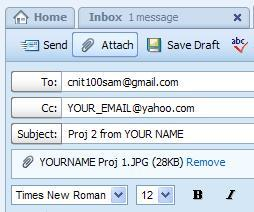 Home Inbox 1 message ×
Send Attach Save Draft abc
To: cnit100sam@gmail.com
Cc: YOUR_EMAIL@yahoo.com
Subject: Proj 2 from YOUR NAME
YOURNAME Proj 1.JPG (28KB) Remove
Times New Roman 12 B I